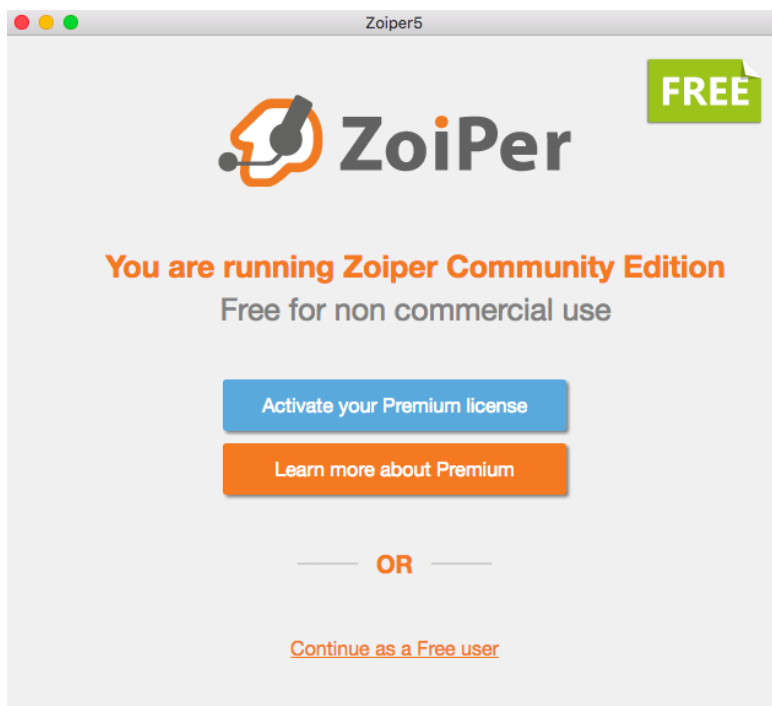 Zoiper5
FREE
ZoiPer
You are running Zoiper Community Edition
Free for non commercial use
Activate your Premium license
Learn more about Premium
OR
Continue as a Free user